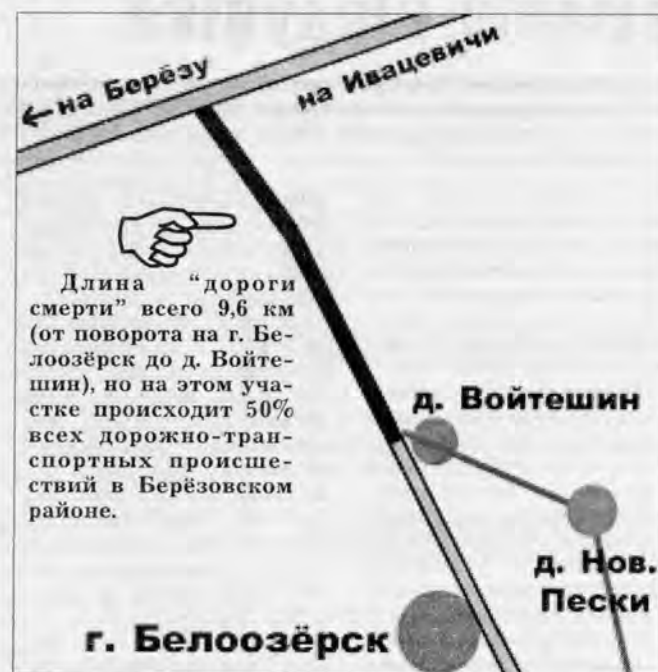 ←на Берёзу
на Ивацевичи
Длина “дороги
смерти” всего 9,6 км
(от поворота на г. Бе-
лоозёрск до д. Войте-
шин), но на этом уча-
стке происходит 50%
всех дорожно-тран-
спортных происше-
ствий в Берёзовском
районе.
д. Войтешин
д. Нов.
Пески
г. Белоозёрск